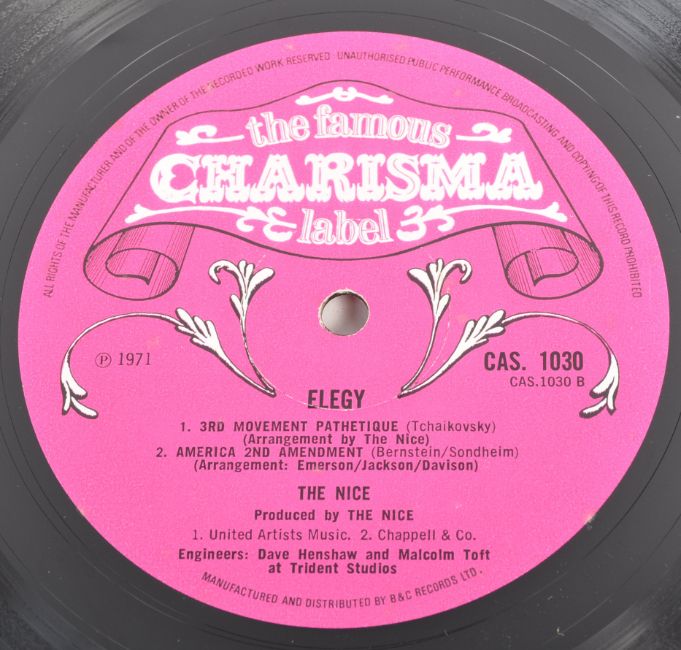 ALL RIGHTS OF THE MANUFACTURER AND OF THE OWNER OF THE RECORDED WORK RESERVED · UNAUTHORISED PUBLIC PERFORMANCE BROADCASTING AND COPYING OF THIS RECORD PROHIBITED
the famous
CHARISMA
label
℗ 1971
CAS. 1030
CAS.1030 B
ELEGY
1. 3RD MOVEMENT PATHETIQUE (Tchaikovsky)
(Arrangement by The Nice)
2. AMERICA 2ND AMENDMENT (Bernstein/Sondheim)
(Arrangement: Emerson/Jackson/Davison)
THE NICE
Produced by THE NICE
1. United Artists Music. 2. Chappell & Co.
Engineers: Dave Henshaw and Malcolm Toft
at Trident Studios
MANUFACTURED AND DISTRIBUTED BY B&C RECORDS LTD.